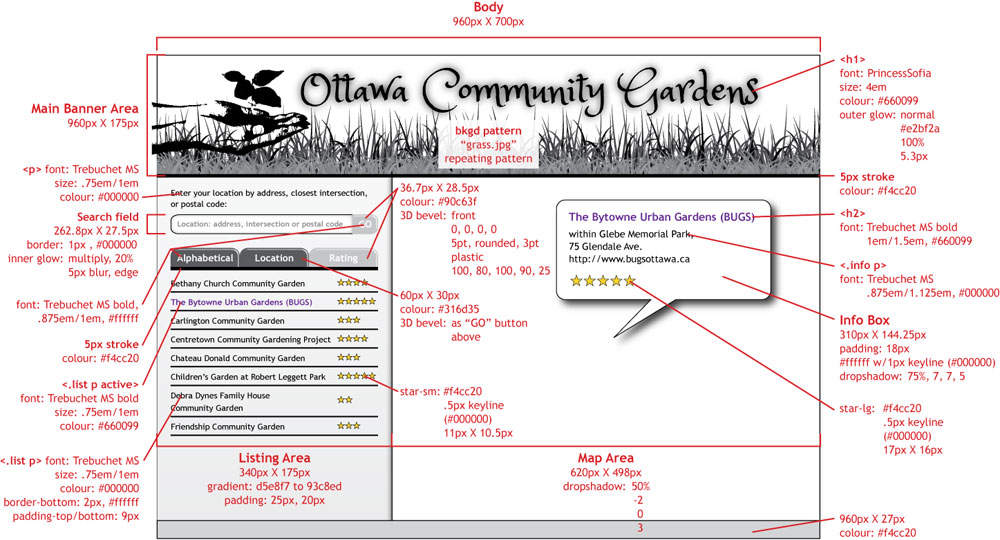 Body
960px X 700px
Ottawa Community Gardens
<h1>
font: PrincessSofia
size: 4em
colour: #660099
outer glow: normal
#e2bf2a
100%
5.3px
Main Banner Area
960px X 175px
bkgd pattern
“grass.jpg”
repeating pattern
<p> font: Trebuchet MS
size: .75em/1em
colour: #000000
Enter your location by address, closest intersection,
or postal code:
Search field
262.8px X 27.5px
border: 1px , #000000
inner glow: multiply, 20%
5px blur, edge
Location: address, intersection or postal code
GO
36.7px X 28.5px
colour: #90c63f
3D bevel: front
0, 0, 0, 0
5pt, rounded, 3pt
plastic
100, 80, 100, 90, 25
5px stroke
colour: #f4cc20
The Bytowne Urban Gardens (BUGS)
within Glebe Memorial Park,
75 Glendale Ave.
http://www.bugsottawa.ca
<h2>
font: Trebuchet MS bold
1em/1.5em, #660099
<.info p>
font: Trebuchet MS
.875em/1.125em, #000000
Info Box
310px X 144.25px
padding: 18px
#ffffff w/1px keyline (#000000)
dropshadow: 75%, 7, 7, 5
Alphabetical
Location
Rating
font: Trebuchet MS bold,
.875em/1em, #ffffff
60px X 30px
colour: #316d35
3D bevel: as “GO” button
above
5px stroke
colour: #f4cc20
Bethany Church Community Garden
The Bytowne Urban Gardens (BUGS)
Carlington Community Garden
Centretown Community Gardening Project
Chateau Donald Community Garden
Children’s Garden at Robert Leggett Park
Debra Dynes Family House
Community Garden
Friendship Community Garden
<.list p active>
font: Trebuchet MS bold
size: .75em/1em
colour: #660099
star-sm: #f4cc20
.5px keyline
(#000000)
11px X 10.5px
star-lg: #f4cc20
.5px keyline
(#000000)
17px X 16px
<.list p> font: Trebuchet MS
size: .75em/1em
colour: #000000
border-bottom: 2px, #ffffff
padding-top/bottom: 9px
Listing Area
340px X 175px
gradient: d5e8f7 to 93c8ed
padding: 25px, 20px
Map Area
620px X 498px
dropshadow: 50%
-2
0
3
960px X 27px
colour: #f4cc20